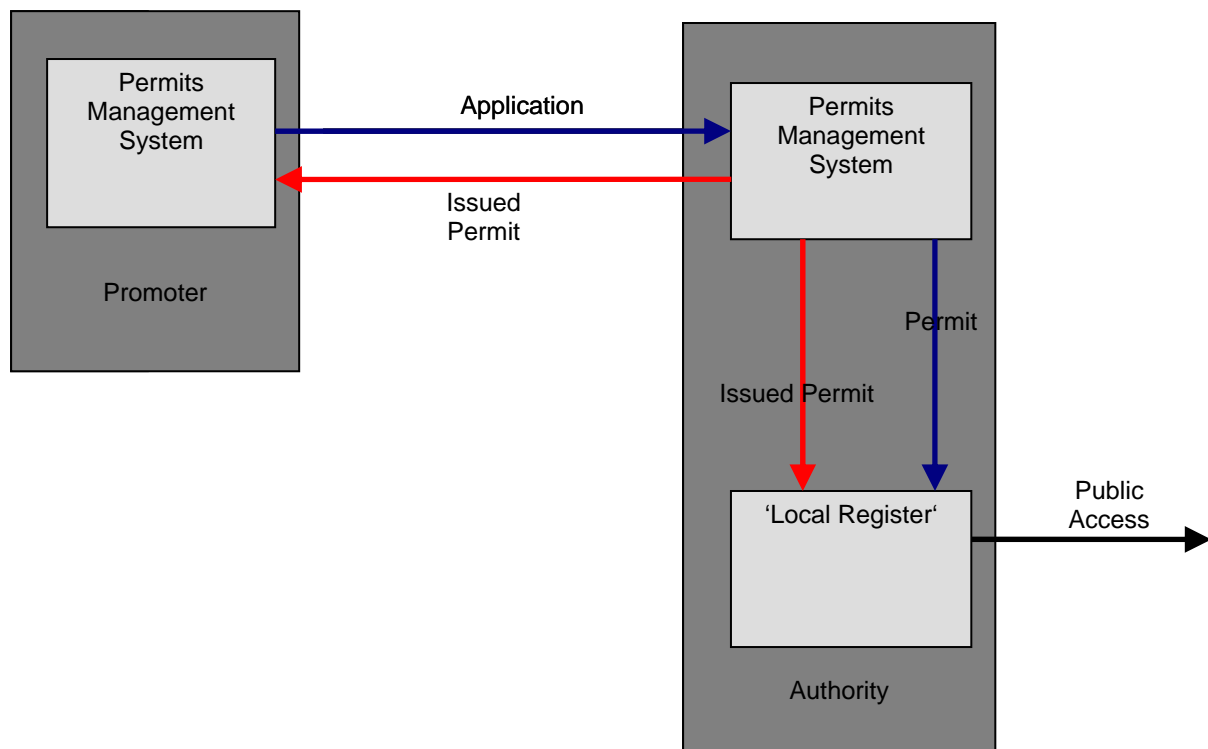 Permits
Management
System
Application
Permits
Management
System
Issued
Permit
Promoter
Permit
Issued Permit
‘Local Register‘
Public
Access
Authority